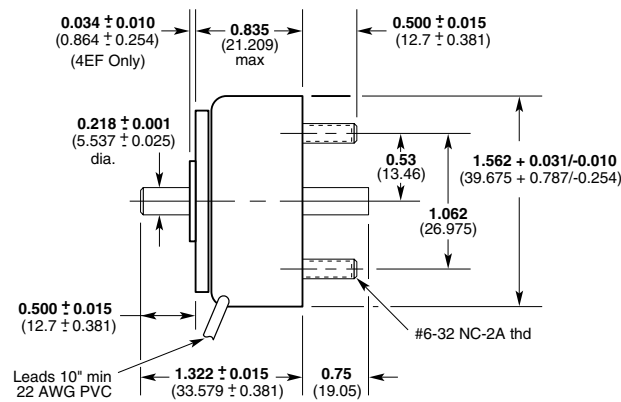 0.034 ± 0.010
(0.864 ± 0.254)
(4EF Only)
0.835
(21.209)
max
0.500 ± 0.015
(12.7 ± 0.381)
0.218 ± 0.001
(5.537 ± 0.025)
dia.
0.53
(13.46)
1.562 + 0.031/-0.010
(39.675 + 0.787/-0.254)
1.062
(26.975)
0.500 ± 0.015
(12.7 ± 0.381)
#6-32 NC-2A thd
Leads 10" min
22 AWG PVC
1.322 ± 0.015
(33.579 ± 0.381)
0.75
(19.05)